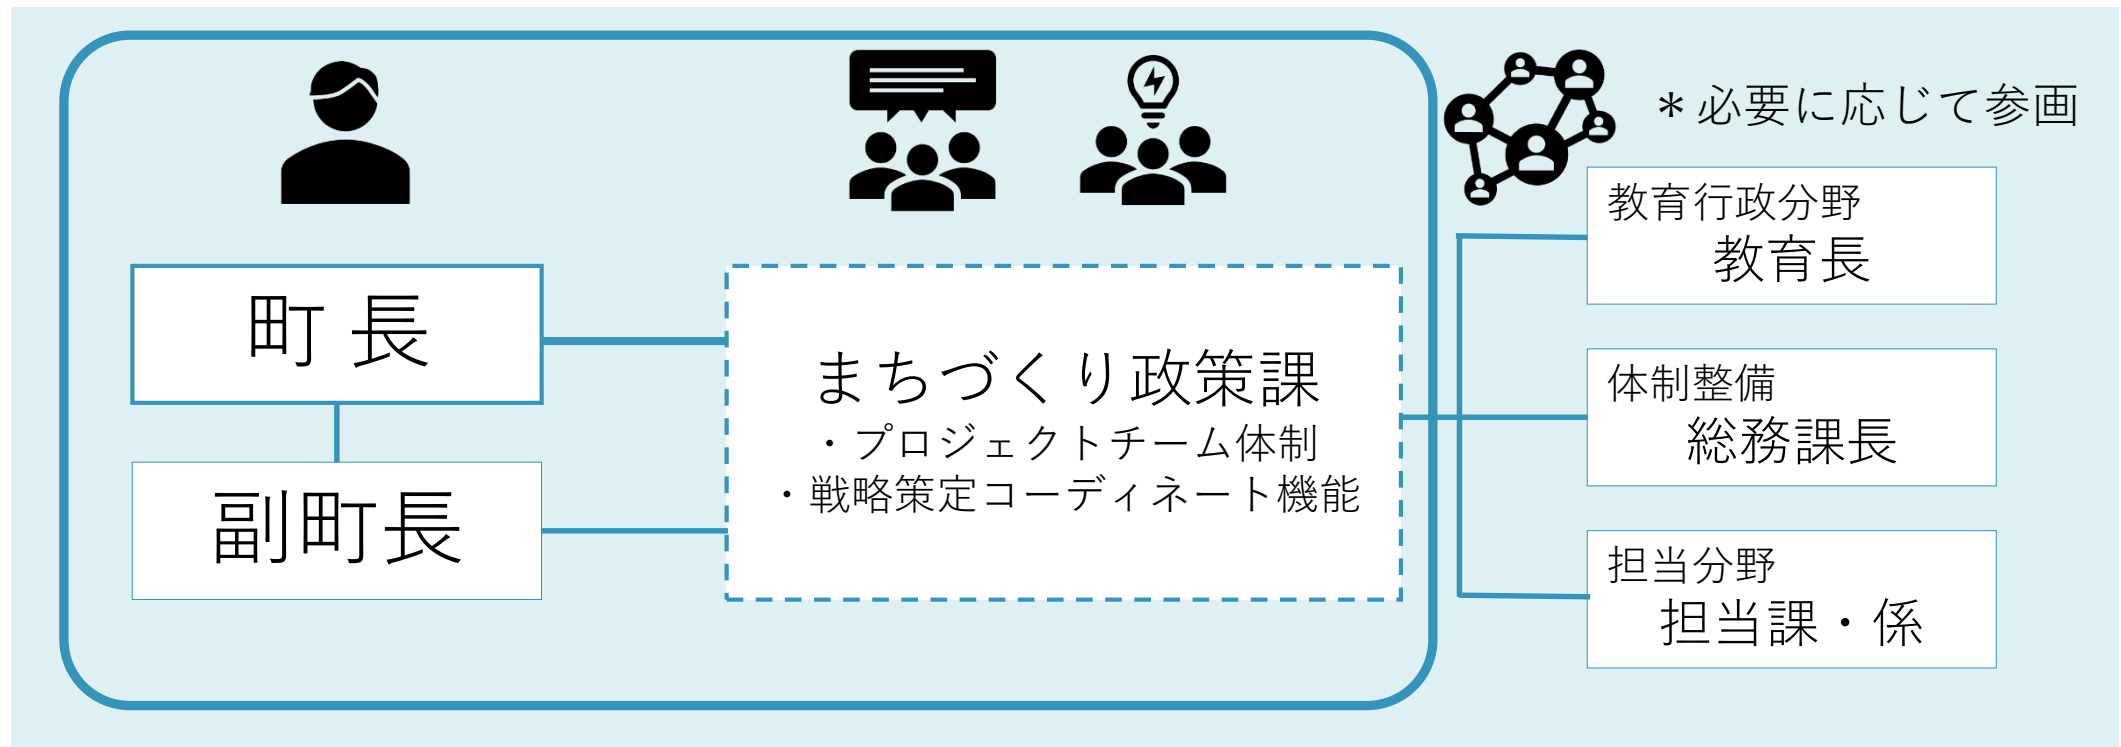 ＊必要に応じて参画
町 長
副町長
まちづくり政策課
・プロジェクトチーム体制
・戦略策定コーディネート機能
教育行政分野
教育長
体制整備
総務課長
担当分野
担当課・係